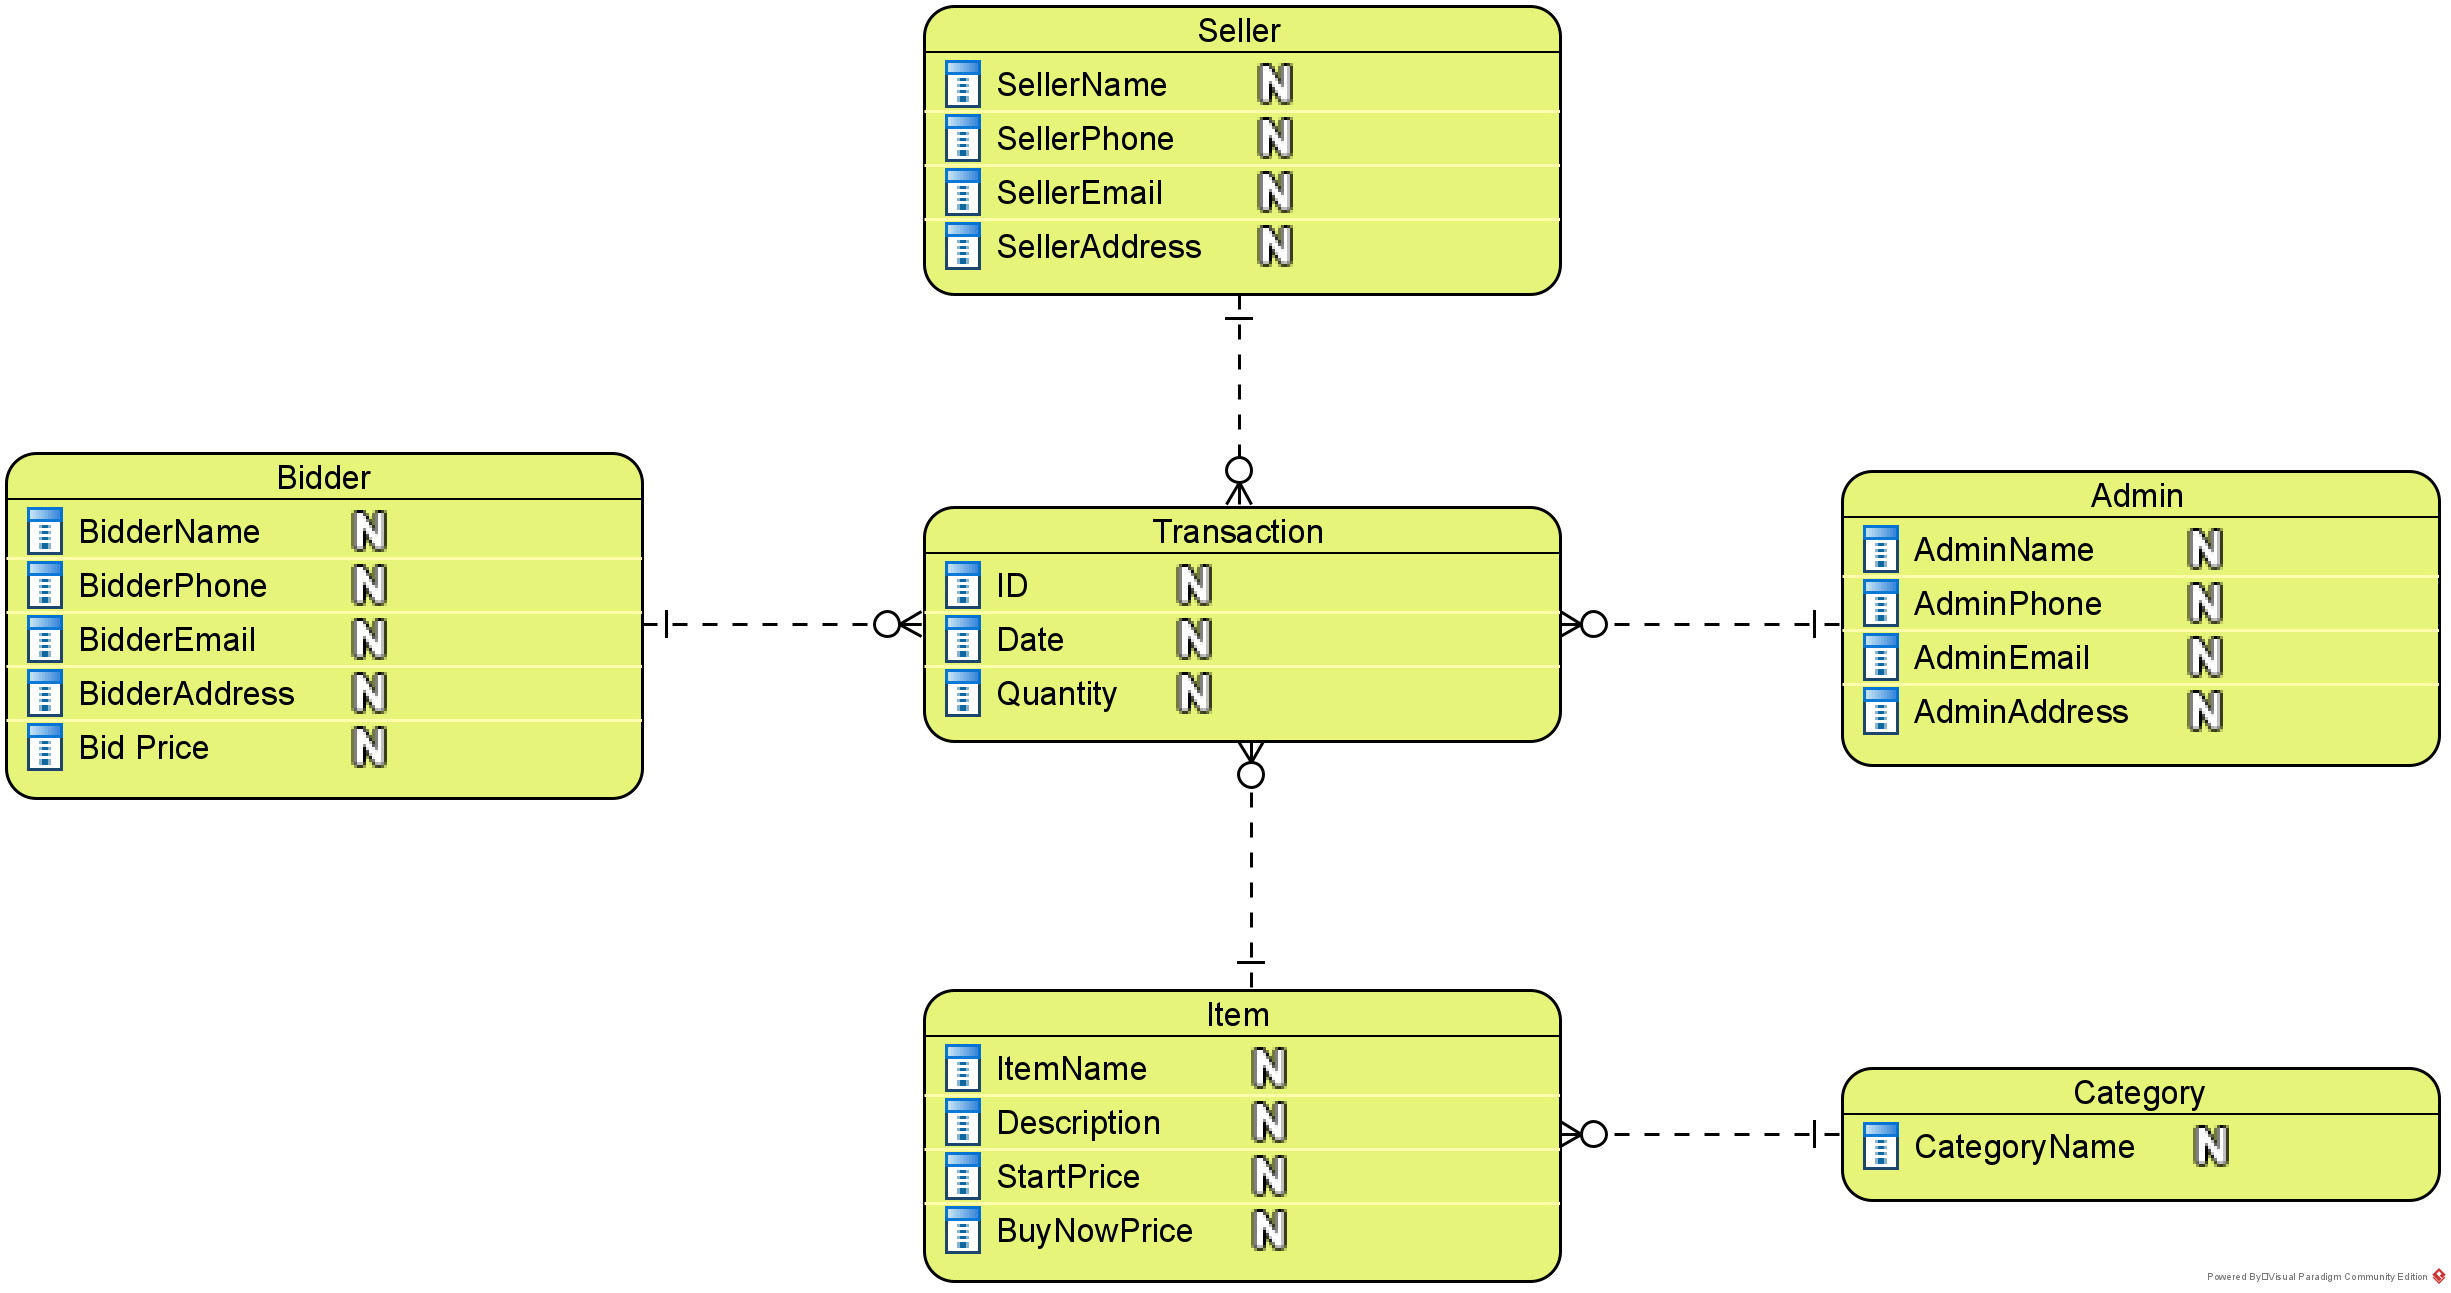 Seller
SellerName N
SellerPhone N
SellerEmail N
SellerAddress N
Bidder
BidderName N
BidderPhone N
BidderEmail N
BidderAddress N
Bid Price N
Transaction
ID N
Date N
Quantity N
Admin
AdminName N
AdminPhone N
AdminEmail N
AdminAddress N
Item
ItemName N
Description N
StartPrice N
BuyNowPrice N
Category
CategoryName N
Powered By□Visual Paradigm Community Edition